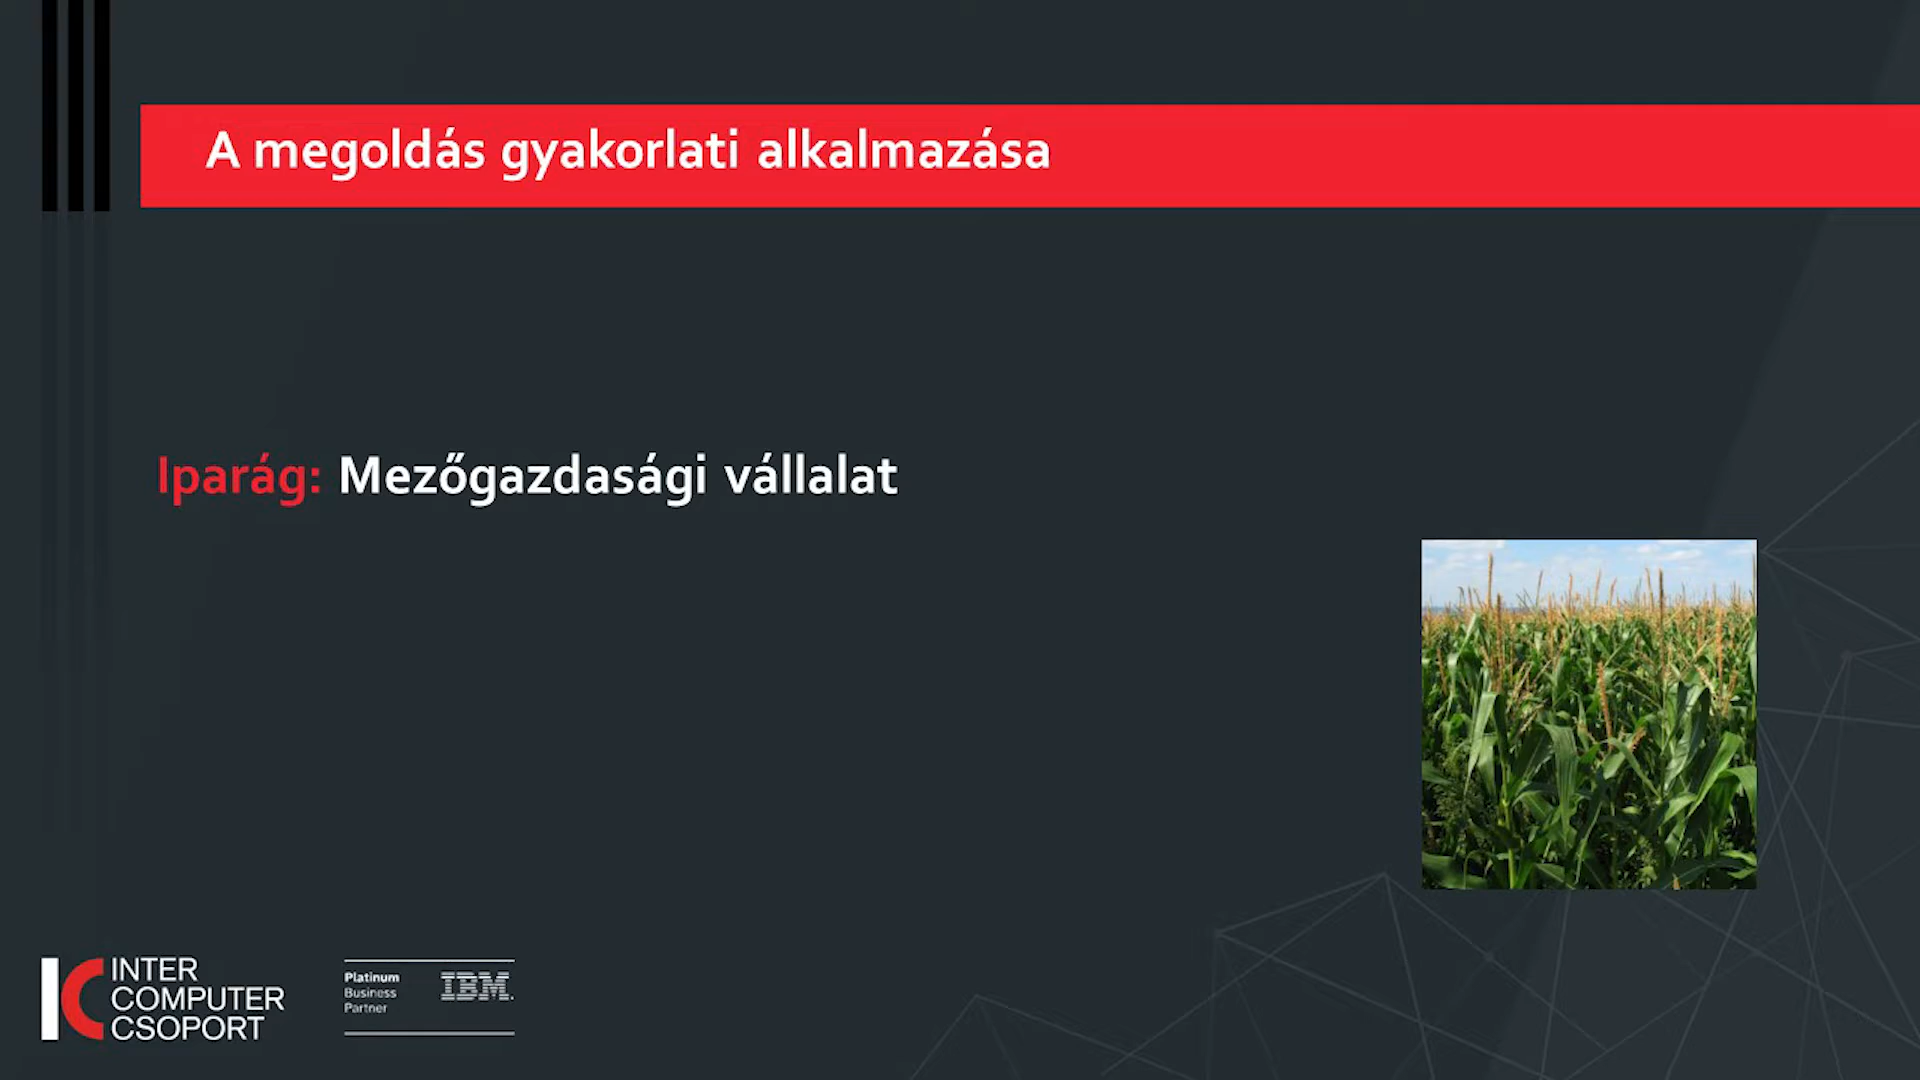 A megoldás gyakorlati alkalmazása
Iparág: Mezőgazdasági vállalat
INTER
COMPUTER
CSOPORT
Platinum
Business
Partner
IBM.